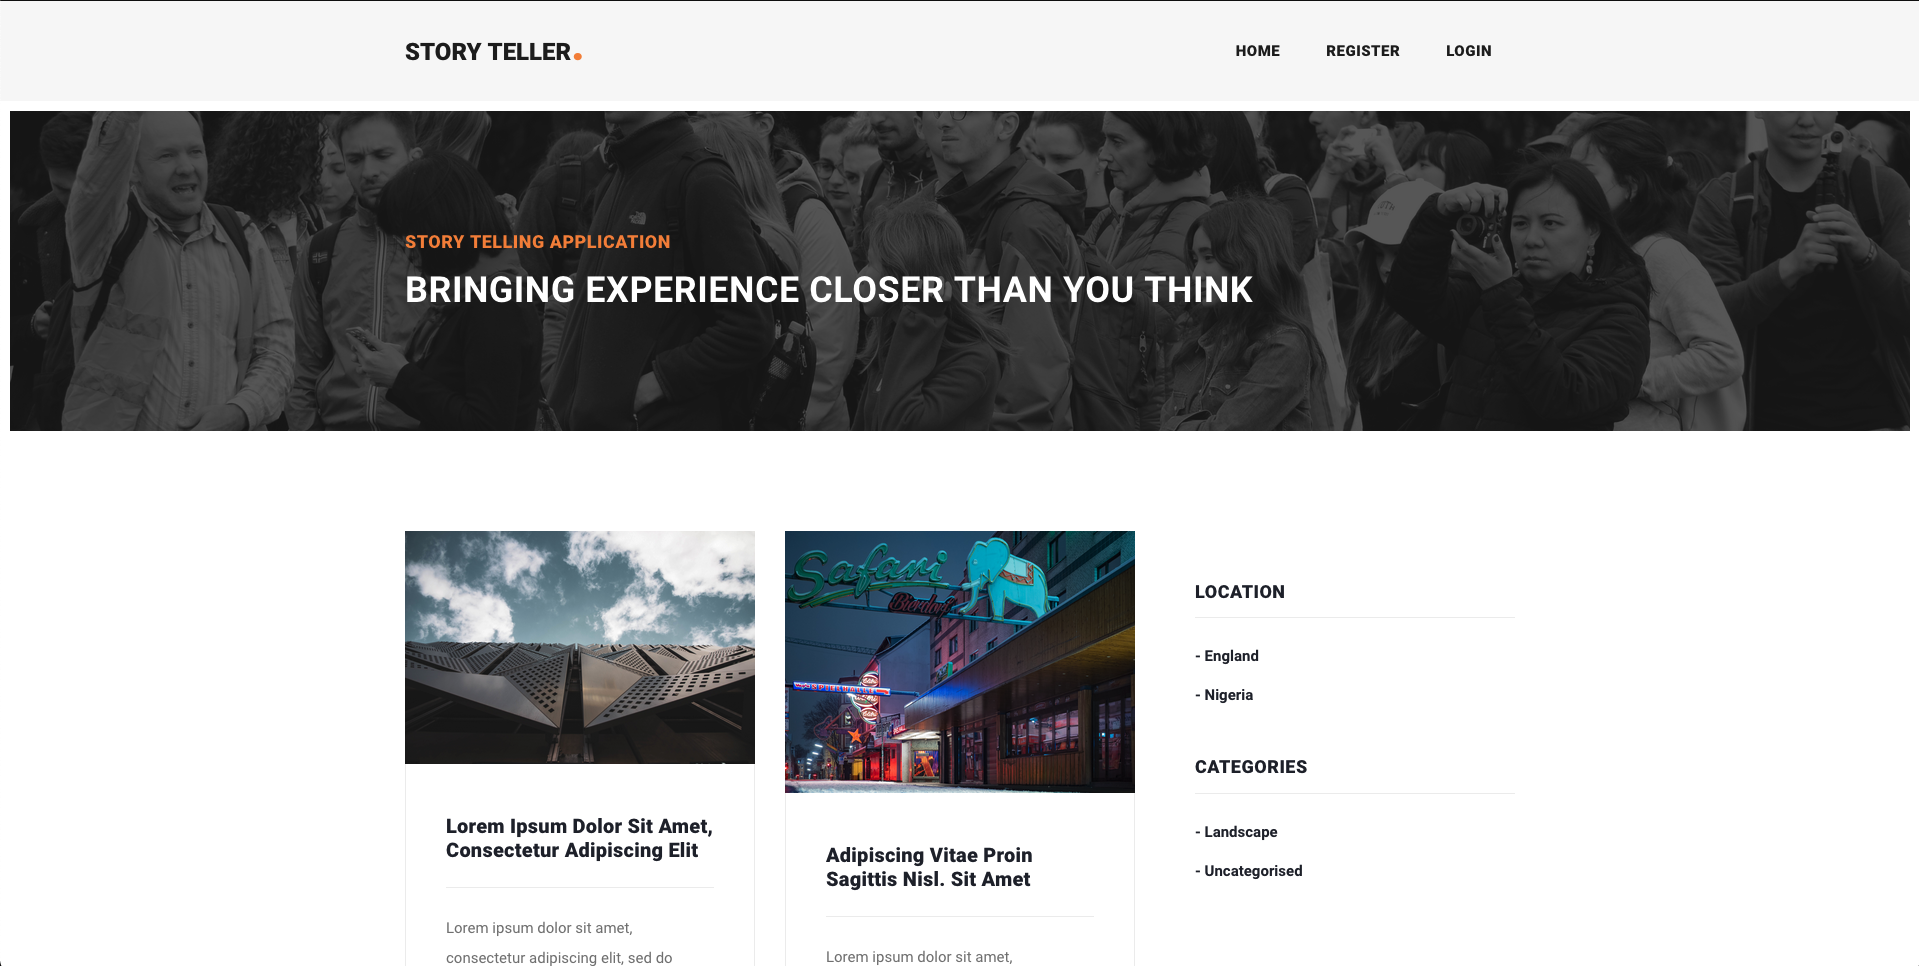 STORY TELLER.
HOME REGISTER LOGIN
STORY TELLING APPLICATION
BRINGING EXPERIENCE CLOSER THAN YOU THINK
Safari
Bierdorf
Lorem Ipsum Dolor Sit Amet,
Consectetur Adipiscing Elit
Lorem ipsum dolor sit amet,
consectetur adipiscing elit, sed do
Adipiscing Vitae Proin
Sagittis Nisl. Sit Amet
Lorem ipsum dolor sit amet,
LOCATION
- England
- Nigeria
CATEGORIES
- Landscape
- Uncategorised